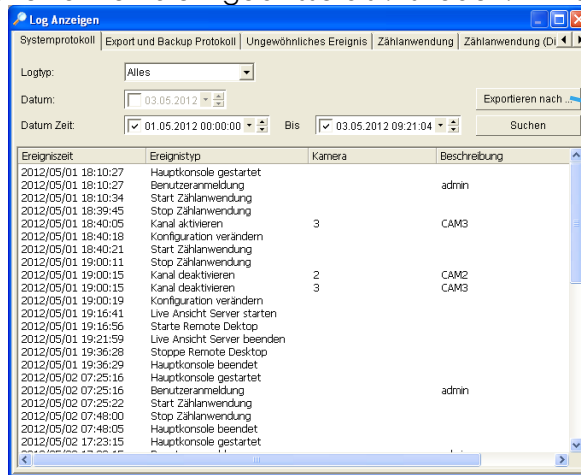 Log Anzeigen
Systemprotokoll Export und Backup Protokoll Ungewöhnliches Ereignis Zählanwendung Zählanwendung (Di
Logtyp: Alles
Datum: 03.05.2012 Exportieren nach ...
Datum Zeit: 01.05.2012 00:00:00 Bis 03.05.2012 09:21:04 Suchen
Ereigniszeit Ereignistyp Kamera Beschreibung
2012/05/01 18:10:27 Hauptkonsole gestartet
2012/05/01 18:10:27 Benutzeranmeldung admin
2012/05/01 18:10:34 Start Zählanwendung
2012/05/01 18:39:45 Stop Zählanwendung
2012/05/01 18:40:05 Kanal aktivieren 3 CAM3
2012/05/01 18:40:18 Konfiguration verändern
2012/05/01 18:40:21 Start Zählanwendung
2012/05/01 19:00:11 Stop Zählanwendung
2012/05/01 19:00:15 Kanal deaktivieren 2 CAM2
2012/05/01 19:00:15 Kanal deaktivieren 3 CAM3
2012/05/01 19:00:19 Konfiguration verändern
2012/05/01 19:16:41 Live Ansicht Server starten
2012/05/01 19:16:56 Starte Remote Dektop
2012/05/01 19:21:59 Live Ansicht Server beenden
2012/05/01 19:36:28 Stoppe Remote Desktop
2012/05/01 19:36:29 Hauptkonsole beendet
2012/05/02 07:25:16 Hauptkonsole gestartet
2012/05/02 07:25:16 Benutzeranmeldung admin
2012/05/02 07:25:22 Start Zählanwendung
2012/05/02 07:48:00 Stop Zählanwendung
2012/05/02 07:48:05 Hauptkonsole beendet
2012/05/02 17:23:15 Hauptkonsole gestartet